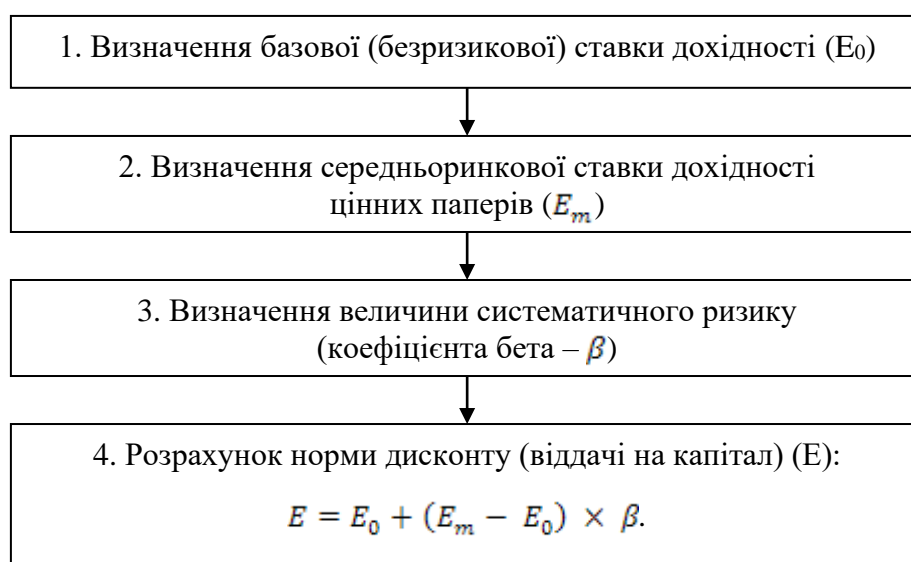 1. Визначення базової (безризикової) ставки дохідності (E₀)
2. Визначення середньоринкової ставки дохідності
цінних паперів (Eₘ)
3. Визначення величини систематичного ризику
(коефіцієнта бета – β)
4. Розрахунок норми дисконту (віддачі на капітал) (E):
E = E₀ + (Eₘ − E₀) × β.